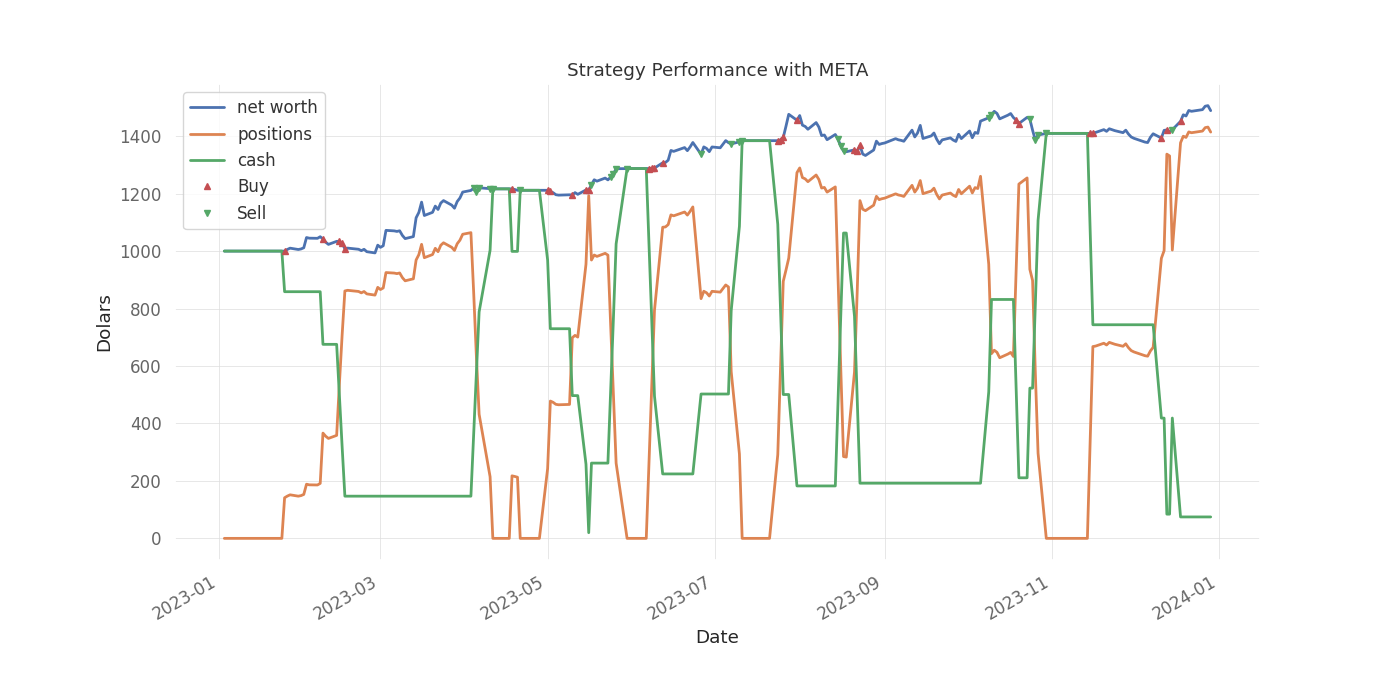 Strategy Performance with META
net worth
positions
cash
Buy
Sell
1400
1200
1000
800
600
400
200
0
Dolars
2023-01
2023-03
2023-05
2023-07
2023-09
2023-11
2024-01
Date